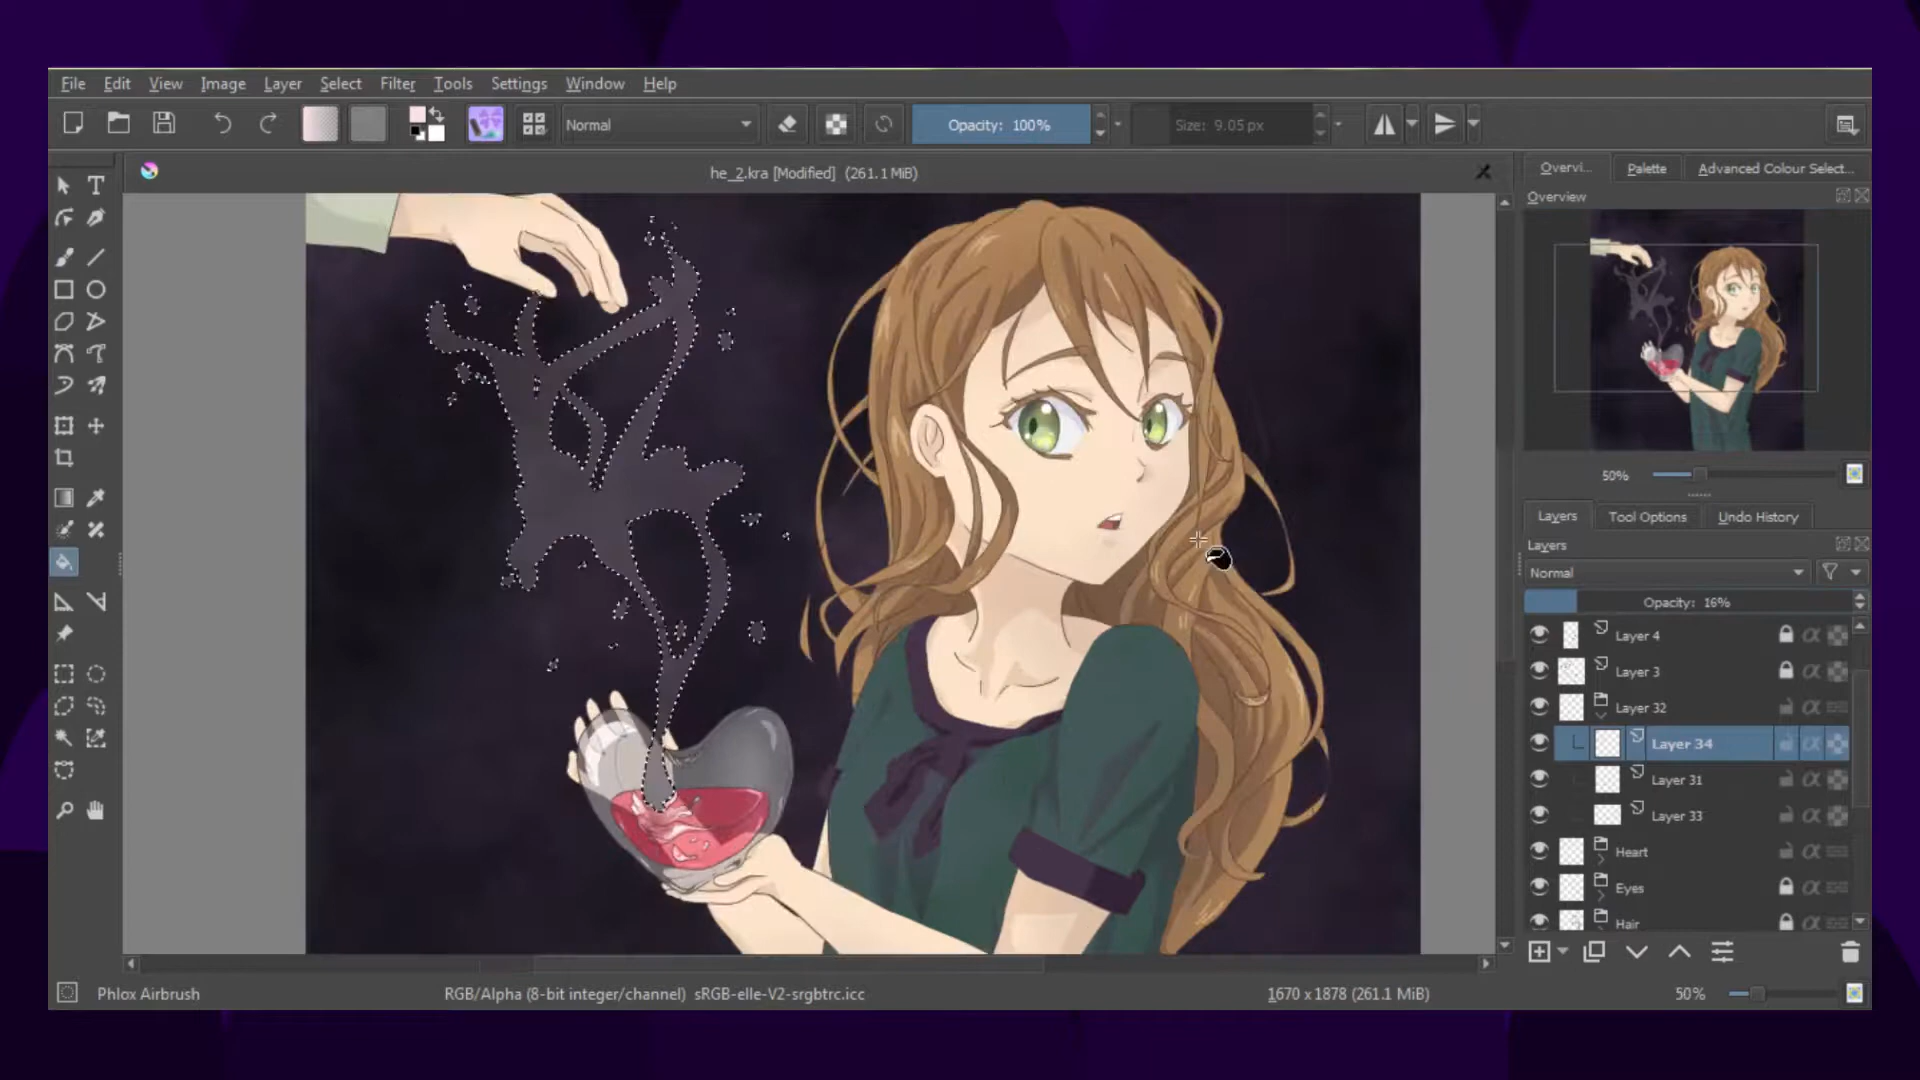 File Edit View Image Layer Select Filter Tools Settings Window Help
Normal Opacity: 100% Size: 9.05 px
he_2.kra [Modified] (261.1 MiB)
Overvi... Palette Advanced Colour Select...
Overview
50%
Layers Tool Options Undo History
Layers
Normal
Opacity: 16%
Layer 4
Layer 3
Layer 32
Layer 34
Layer 31
Layer 33
Heart
Eyes
Hair
Phlox Airbrush RGB/Alpha (8-bit integer/channel) sRGB-elle-V2-srgbtrc.icc 1670 x 1878 (261.1 MiB) 50%